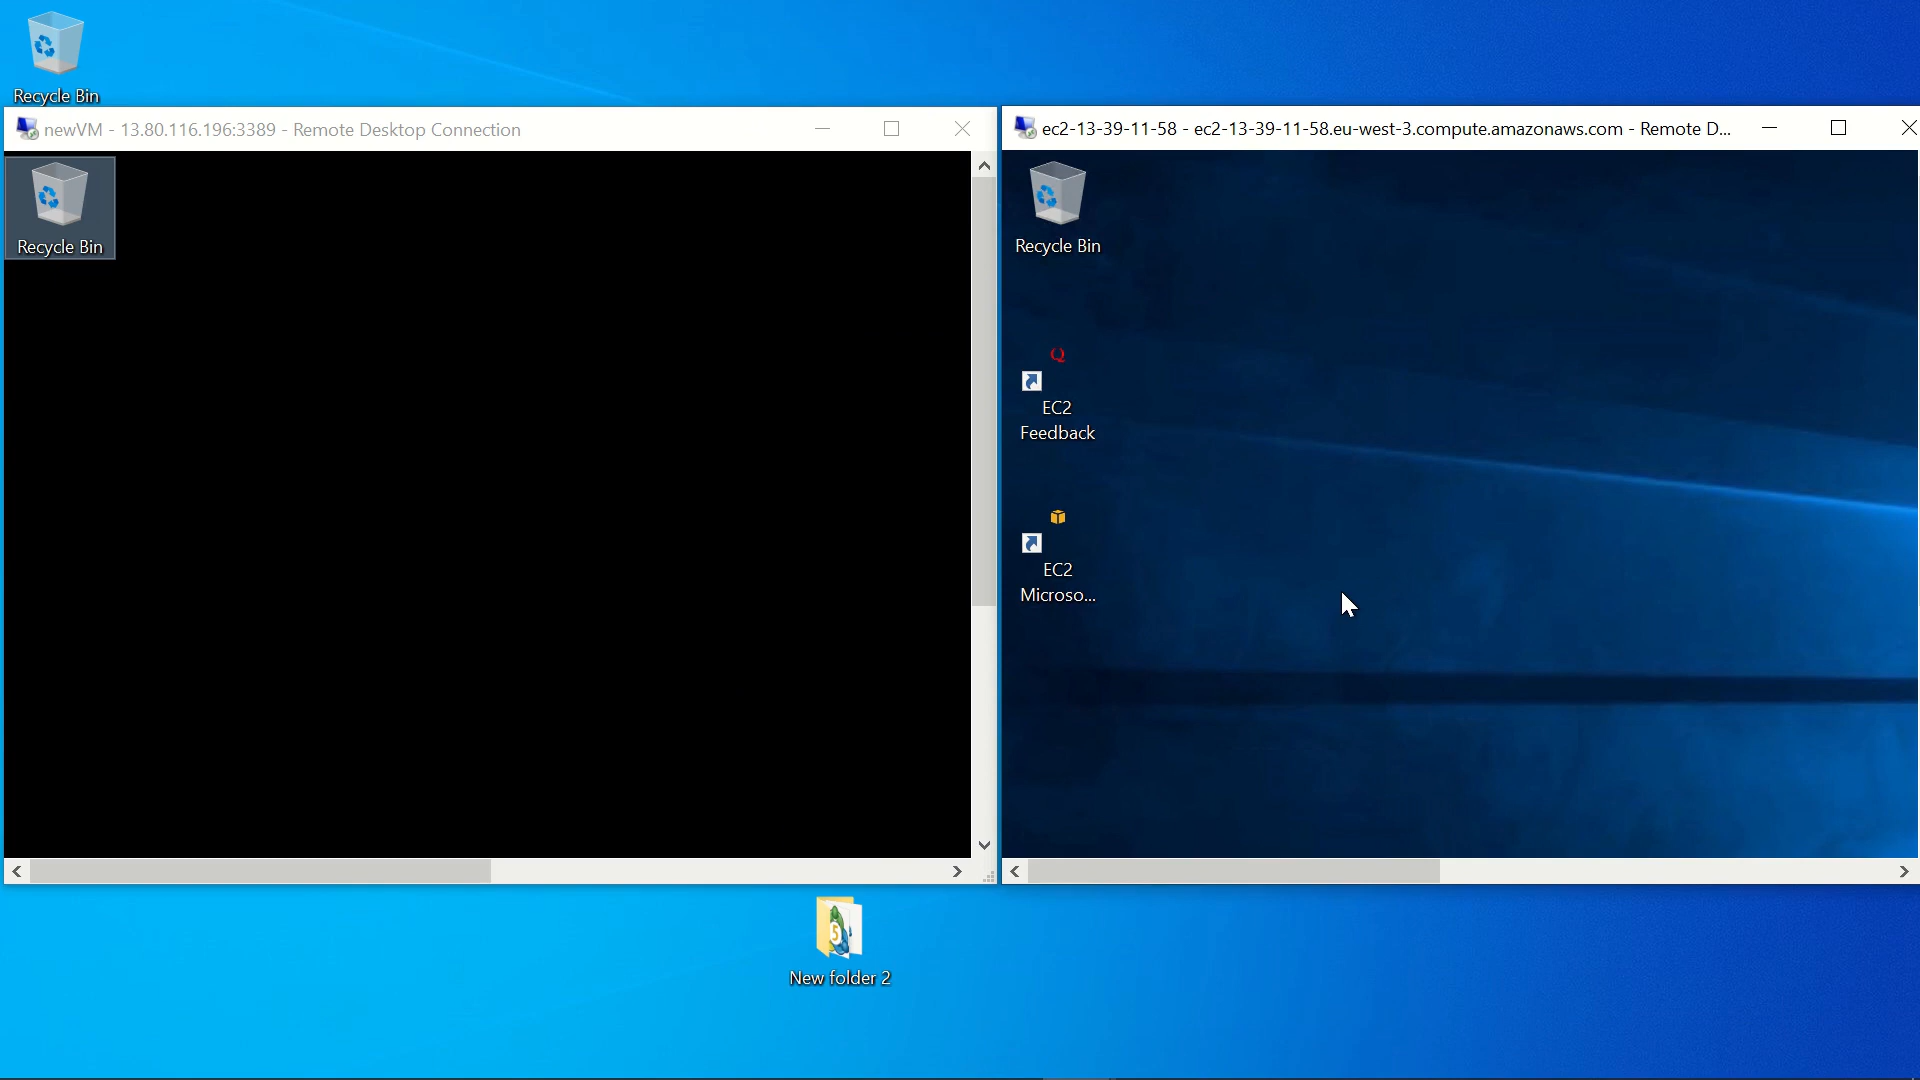 Recycle Bin
newVM - 13.80.116.196:3389 - Remote Desktop Connection
ec2-13-39-11-58 - ec2-13-39-11-58.eu-west-3.compute.amazonaws.com - Remote D...
Recycle Bin
Recycle Bin
Q
EC2
Feedback
EC2
Microso...
5
New folder 2